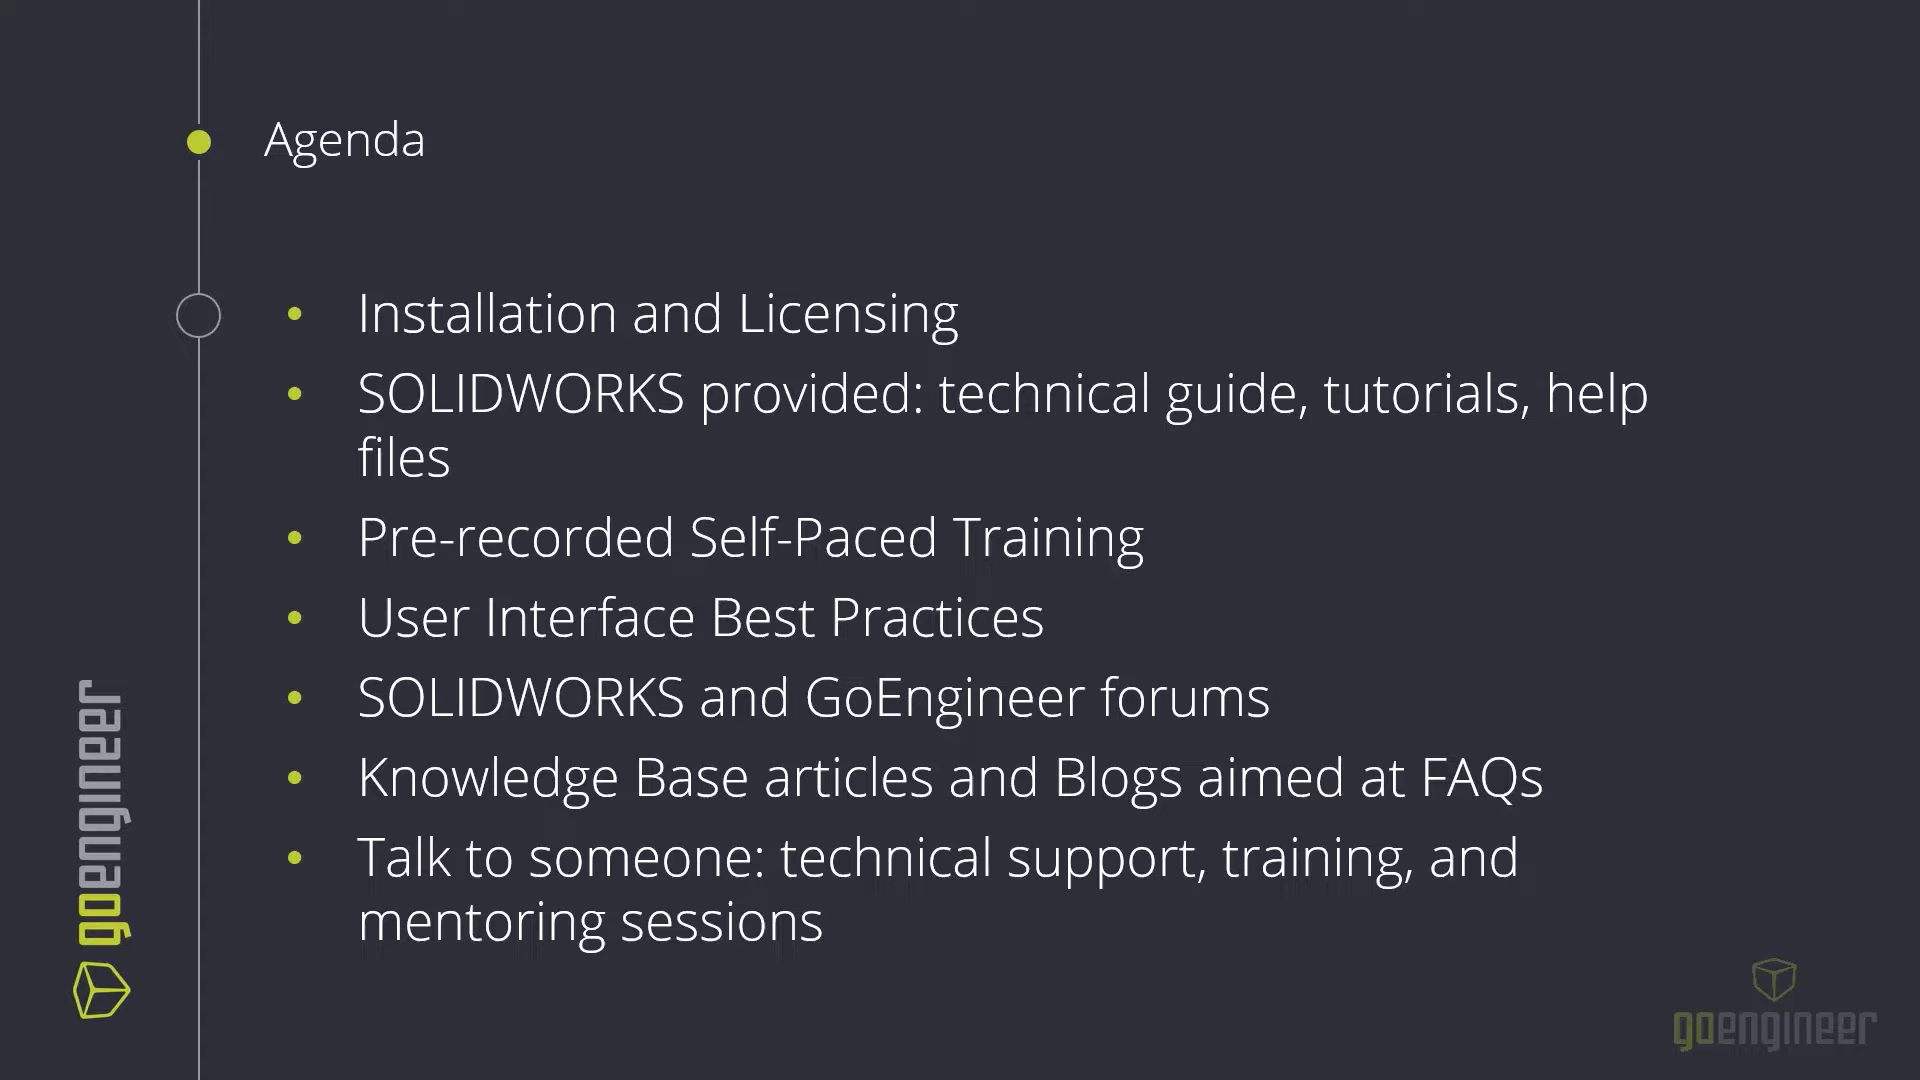 Agenda
• Installation and Licensing
• SOLIDWORKS provided: technical guide, tutorials, help
files
• Pre-recorded Self-Paced Training
• User Interface Best Practices
• SOLIDWORKS and GoEngineer forums
• Knowledge Base articles and Blogs aimed at FAQs
• Talk to someone: technical support, training, and
mentoring sessions
goengineer
goengineer